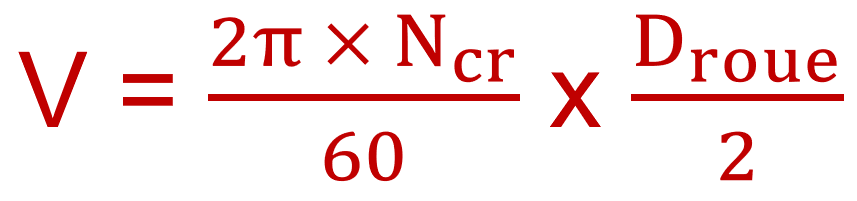 V = (2π × N_cr)/60 x D_roue/2